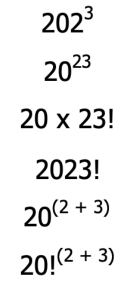 202³
20²³
20 x 23!
2023!
20⁽² ⁺ ³⁾
20!⁽² ⁺ ³⁾